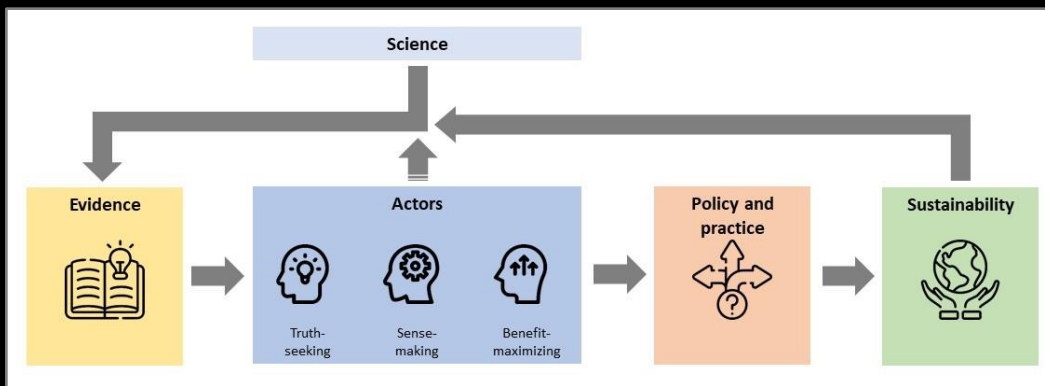 Science
Evidence
Actors
Truth-
seeking
Sense-
making
Benefit-
maximizing
Policy and
practice
?
Sustainability